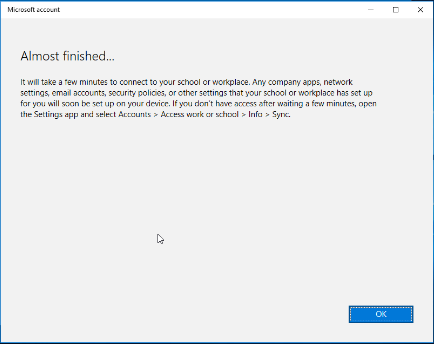 Microsoft account
Almost finished...
It will take a few minutes to connect to your school or workplace. Any company apps, network
settings, email accounts, security policies, or other settings that your school or workplace has set up
for you will soon be set up on your device. If you don't have access after waiting a few minutes, open
the Settings app and select Accounts > Access work or school > Info > Sync.
OK